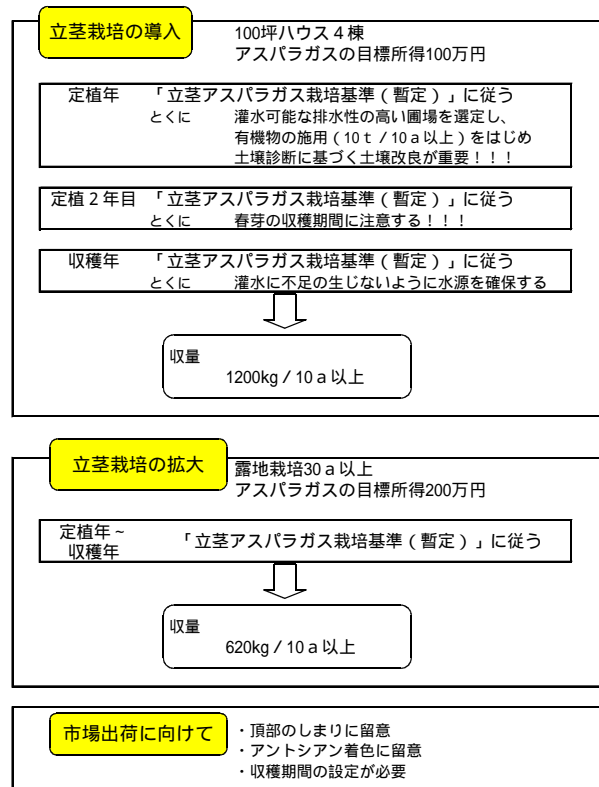 立茎栽培の導入
100坪ハウス４棟
アスパラガスの目標所得100万円
定植年 「立茎アスパラガス栽培基準（暫定）」に従う
とくに 灌水可能な排水性の高い圃場を選定し、
有機物の施用（10ｔ／10ａ以上）をはじめ
土壌診断に基づく土壌改良が重要！！！
定植２年目 「立茎アスパラガス栽培基準（暫定）」に従う
とくに 春芽の収穫期間に注意する！！！
収穫年 「立茎アスパラガス栽培基準（暫定）」に従う
とくに 灌水に不足の生じないように水源を確保する
収量
1200kg／10ａ以上
立茎栽培の拡大
露地栽培30ａ以上
アスパラガスの目標所得200万円
定植年～
収穫年
「立茎アスパラガス栽培基準（暫定）」に従う
収量
620kg／10ａ以上
市場出荷に向けて
・頂部のしまりに留意
・アントシアン着色に留意
・収穫期間の設定が必要